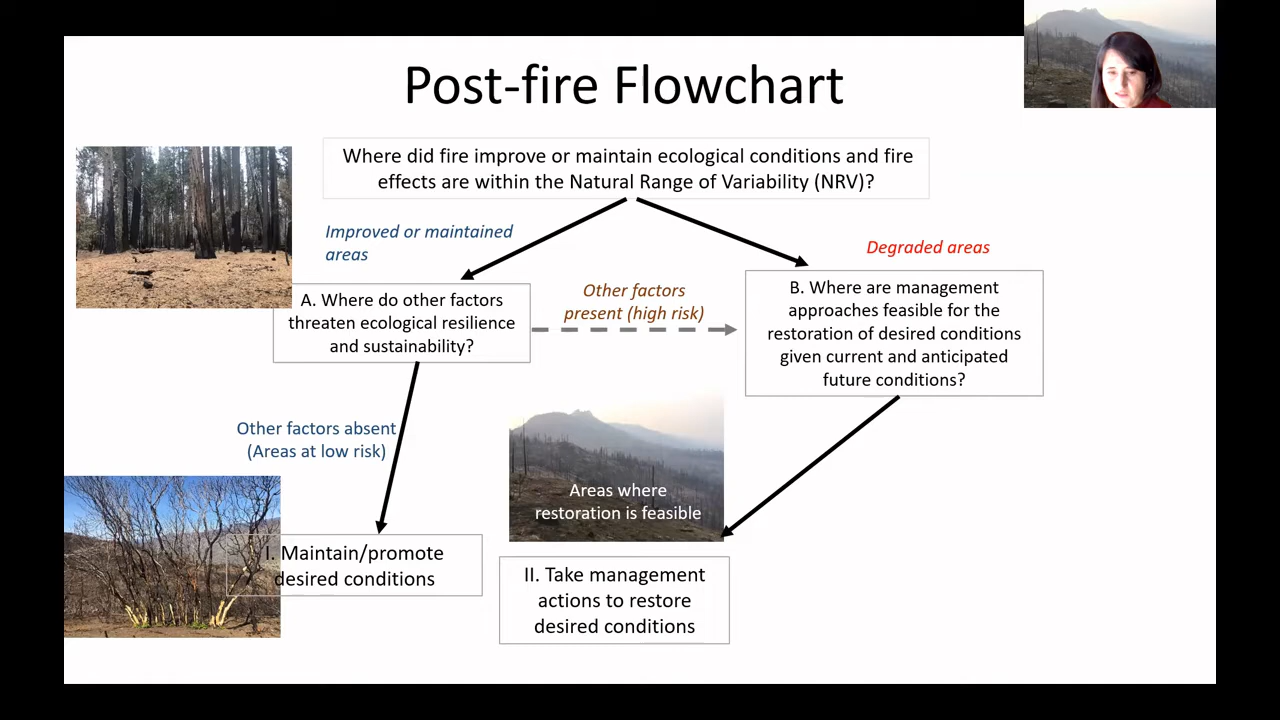 Post-fire Flowchart
Where did fire improve or maintain ecological conditions and fire
effects are within the Natural Range of Variability (NRV)?
Improved or maintained
areas
Degraded areas
A. Where do other factors
threaten ecological resilience
and sustainability?
Other factors
present (high risk)
B. Where are management
approaches feasible for the
restoration of desired conditions
given current and anticipated
future conditions?
Other factors absent
(Areas at low risk)
Areas where
restoration is feasible
I. Maintain/promote
desired conditions
II. Take management
actions to restore
desired conditions